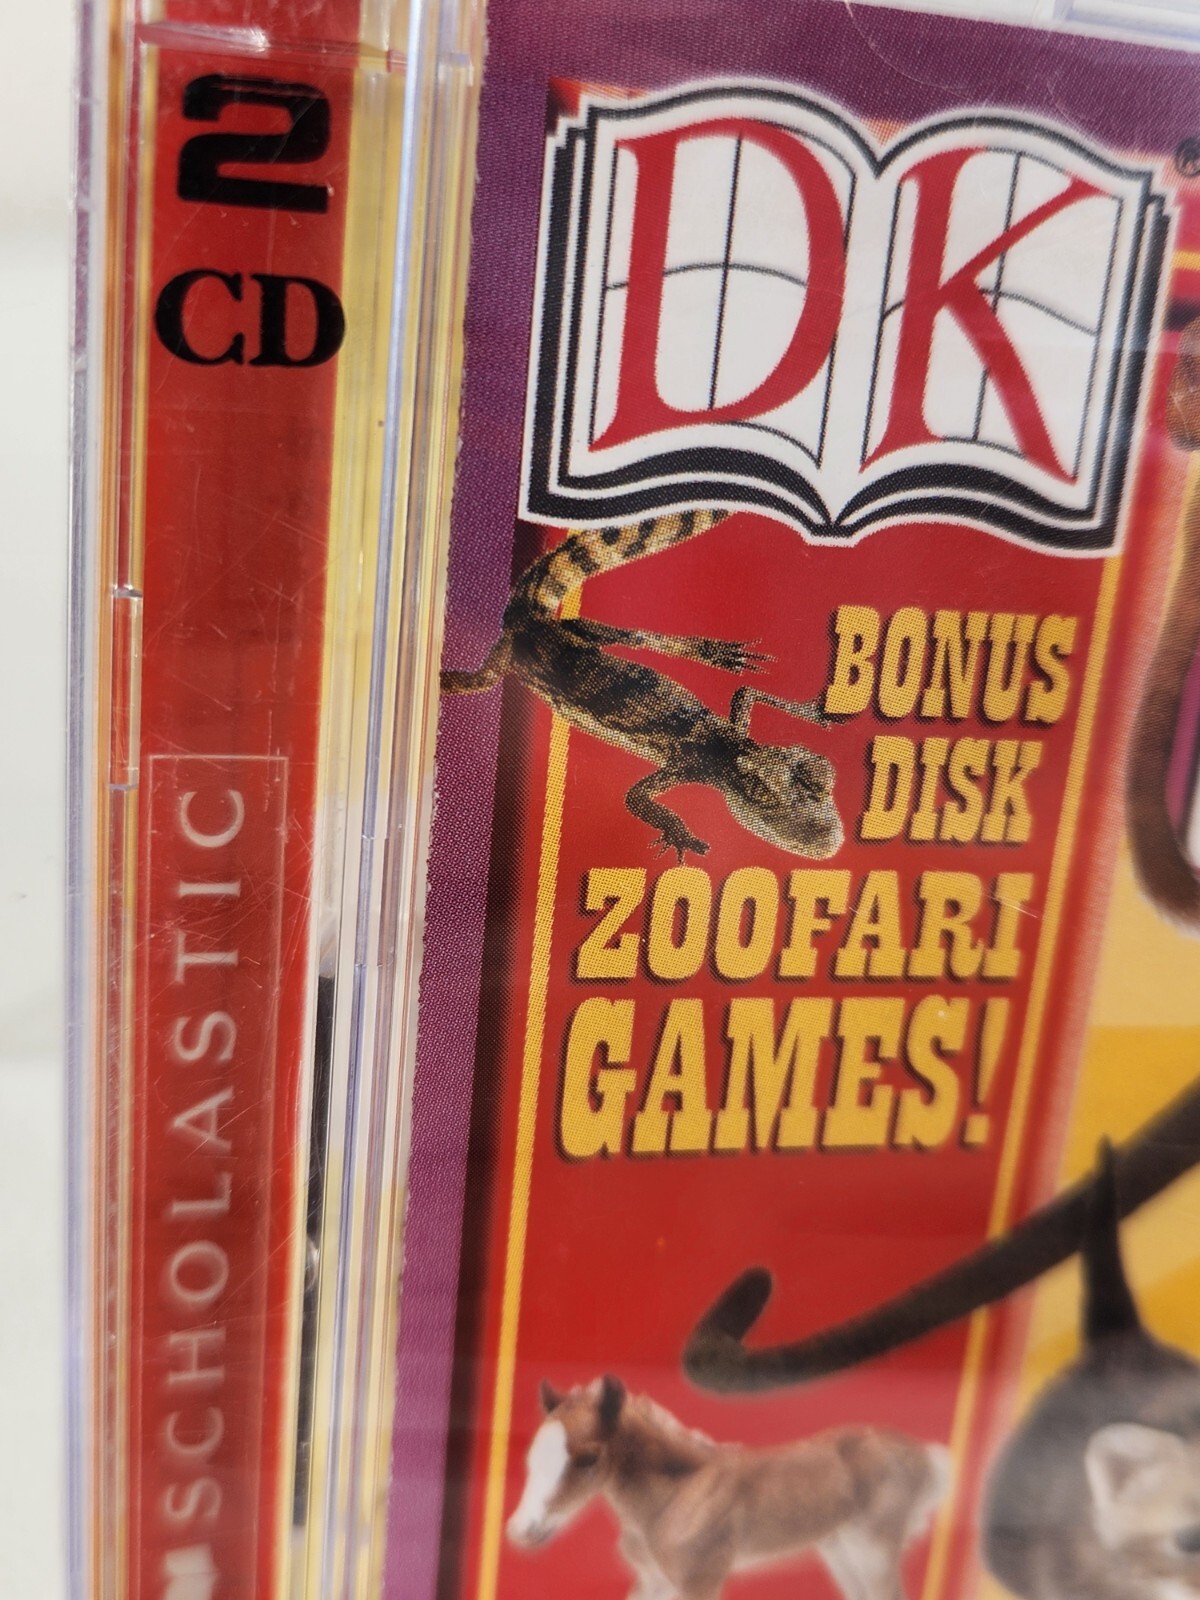 2
CD
SCHOLASTIC
DK
®
BONUS
DISK
ZOOFARI
GAMES!